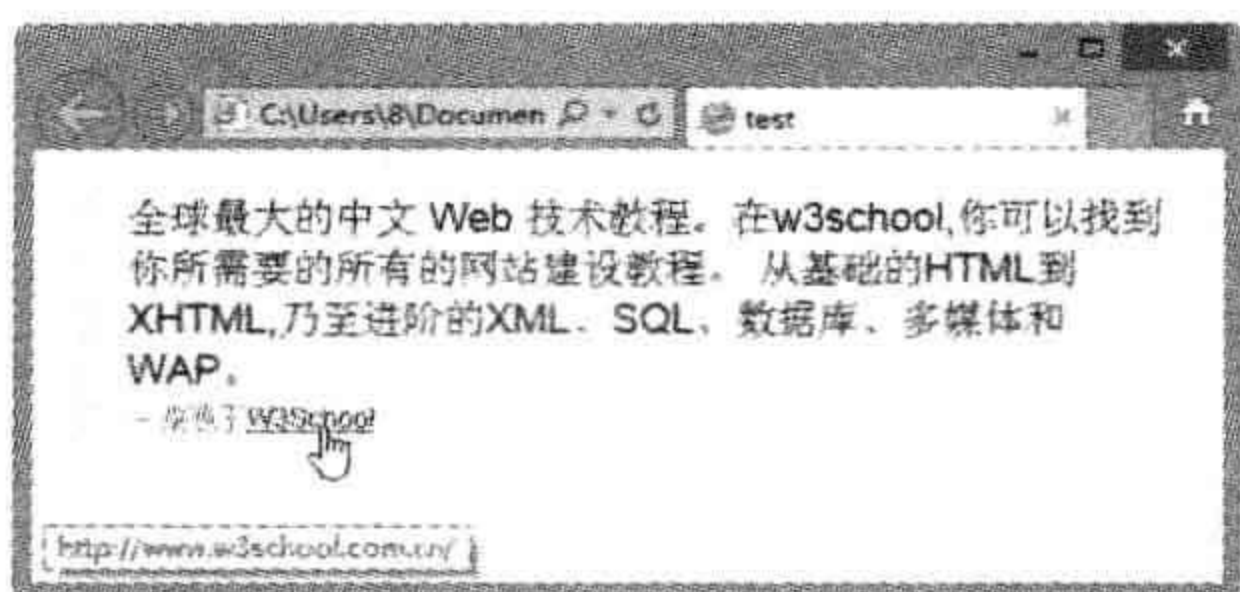 C:\Users\8\Documen
test
全球最大的中文 Web 技术教程。在w3school,你可以找到
你所需要的所有的网站建设教程。 从基础的HTML到
XHTML,乃至进阶的XML、SQL、数据库、多媒体和
WAP。
– W3School
http://www.w3school.com.cn/